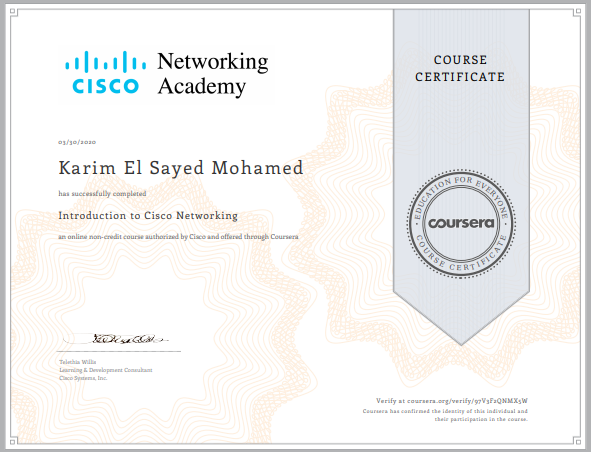 CISCO
Networking
Academy
COURSE
CERTIFICATE
03/30/2020
Karim El Sayed Mohamed
has successfully completed
Introduction to Cisco Networking
an online non-credit course authorized by Cisco and offered through Coursera
EDUCATION FOR EVERYONE
coursera
COURSE CERTIFICATE
Telethia Willis
Learning & Development Consultant
Cisco Systems, Inc.
Verify at coursera.org/verify/97V3F2QNMX5W
Coursera has confirmed the identity of this individual and
their participation in the course.